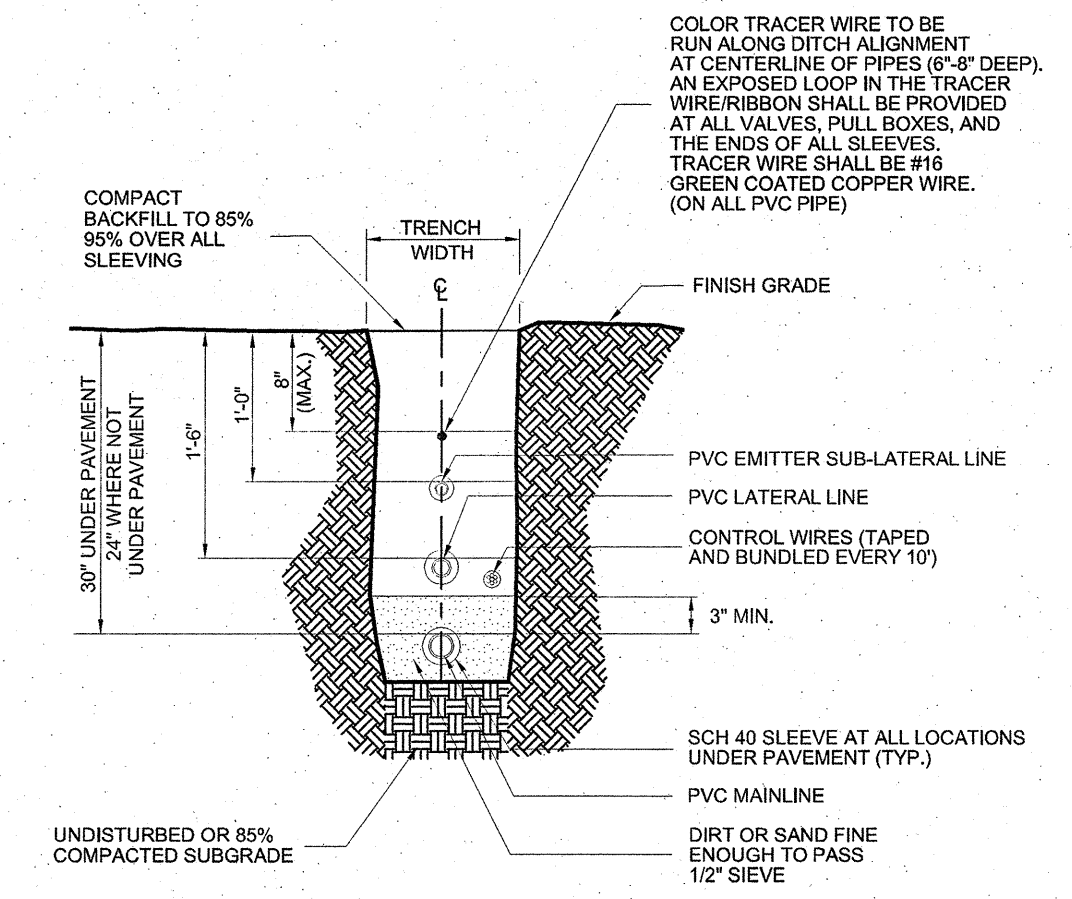 COLOR TRACER WIRE TO BE
RUN ALONG DITCH ALIGNMENT
AT CENTERLINE OF PIPES (6"-8" DEEP).
AN EXPOSED LOOP IN THE TRACER
WIRE/RIBBON SHALL BE PROVIDED
AT ALL VALVES, PULL BOXES, AND
THE ENDS OF ALL SLEEVES.
TRACER WIRE SHALL BE #16
GREEN COATED COPPER WIRE.
(ON ALL PVC PIPE)
COMPACT
BACKFILL TO 85%
95% OVER ALL
SLEEVING
TRENCH
WIDTH
℄
FINISH GRADE
30" UNDER PAVEMENT
24" WHERE NOT
UNDER PAVEMENT
1'-6"
1'-0"
8"
(MAX.)
PVC EMITTER SUB-LATERAL LINE
PVC LATERAL LINE
CONTROL WIRES (TAPED
AND BUNDLED EVERY 10')
3" MIN.
SCH 40 SLEEVE AT ALL LOCATIONS
UNDER PAVEMENT (TYP.)
PVC MAINLINE
UNDISTURBED OR 85%
COMPACTED SUBGRADE
DIRT OR SAND FINE
ENOUGH TO PASS
1/2" SIEVE